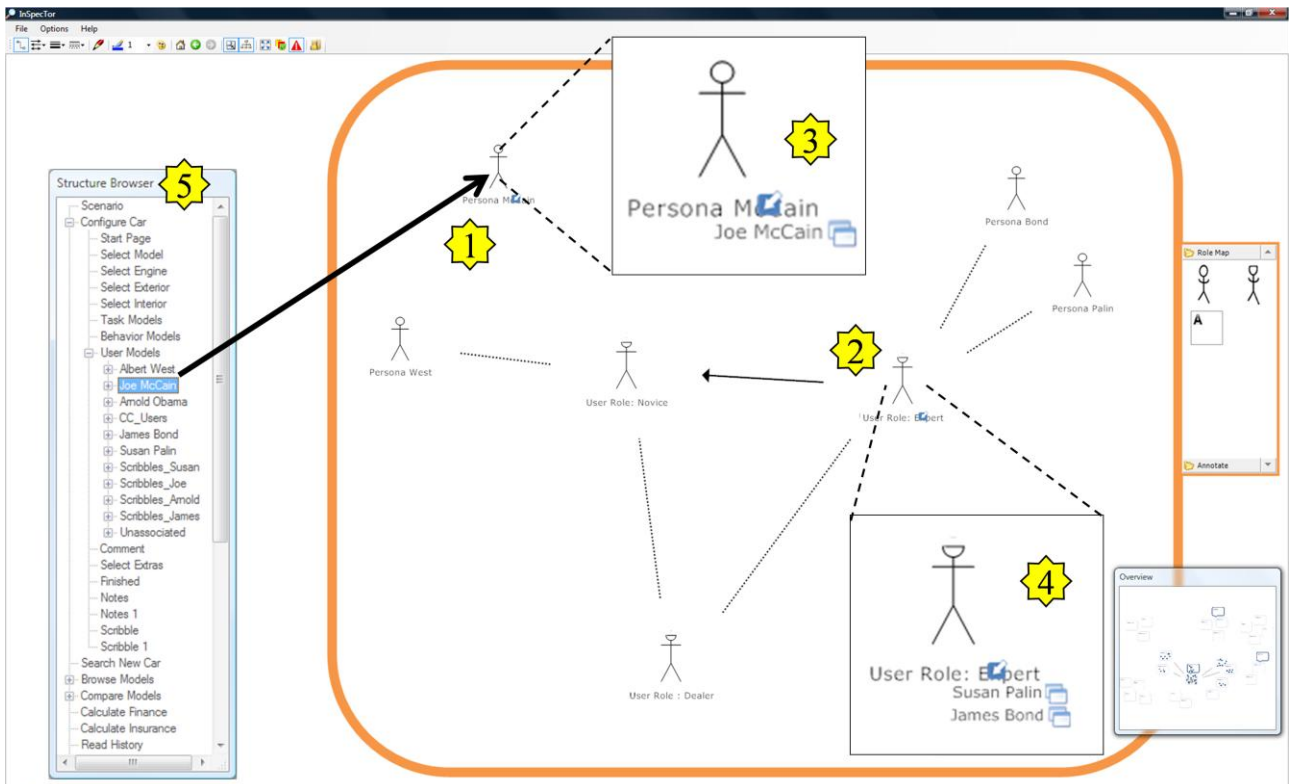 InSpecTor
File Options Help
1
Structure Browser
5
Scenario
Configure Car
Start Page
Select Model
Select Engine
Select Exterior
Select Interior
Task Models
Behavior Models
User Models
Albert West
Joe McCain
Arnold Obama
CC_Users
James Bond
Susan Palin
Scribbles_Susan
Scribbles_Joe
Scribbles_Arnold
Scribbles_James
Unassociated
Comment
Select Extras
Finished
Notes
Notes 1
Scribble
Scribble 1
Search New Car
Browse Models
Compare Models
Calculate Finance
Calculate Insurance
Read History
Persona
1
3
Persona
Joe McCain
Persona Bond
Persona Palin
Persona West
User Role: Novice
2
User Role:
User Role : Dealer
4
User Role:
Susan Palin
James Bond
Role Map
A
Annotate
Overview